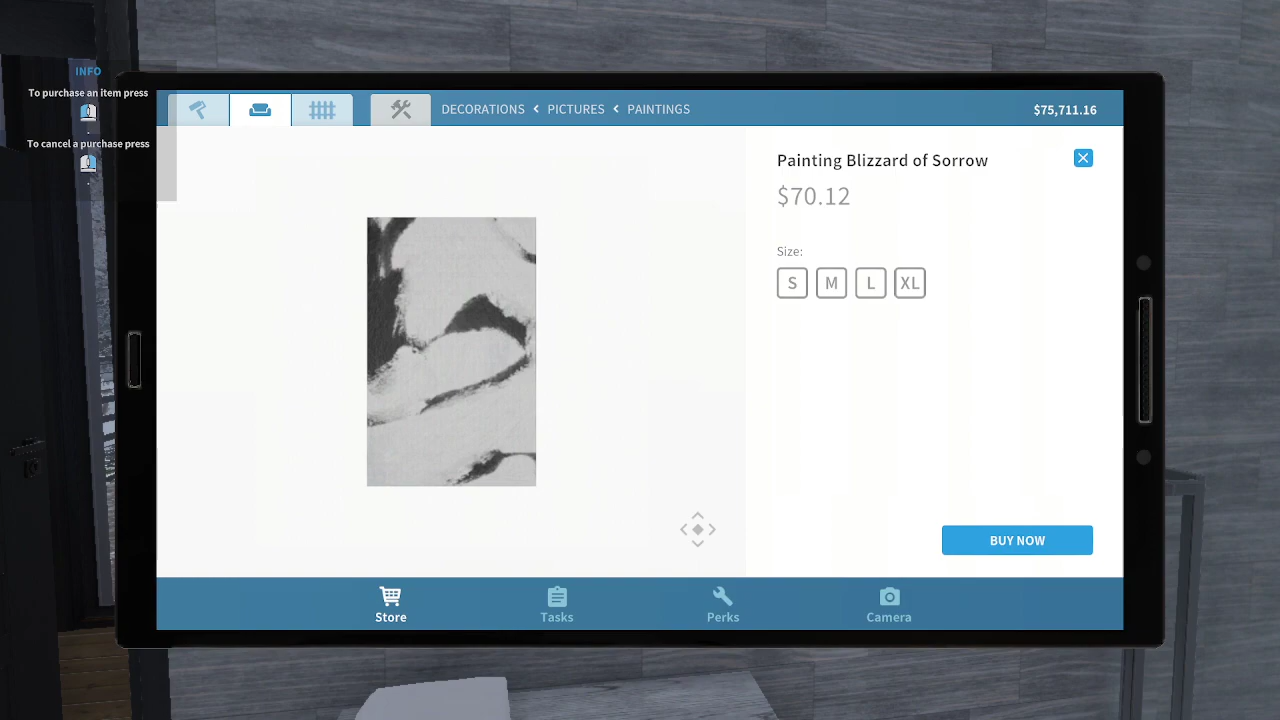 INFO
To purchase an item press
To cancel a purchase press
DECORATIONS < PICTURES < PAINTINGS
$75,711.16
Painting Blizzard of Sorrow
$70.12
Size:
S M L XL
BUY NOW
Store Tasks Perks Camera